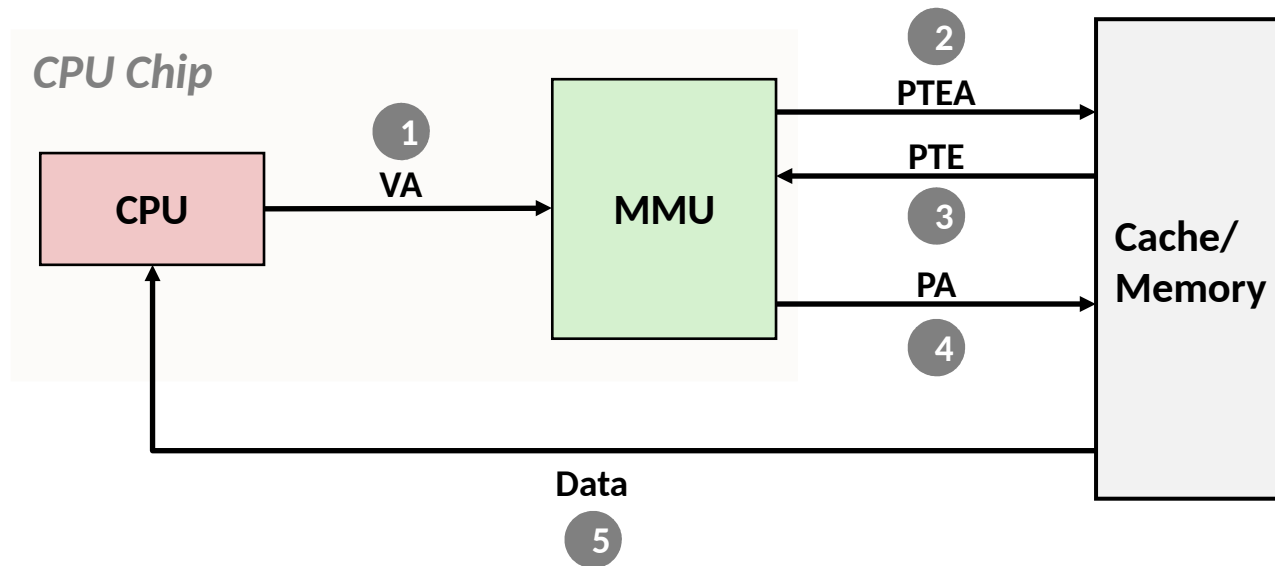 CPU Chip
2
PTEA
1
VA
PTE
3
CPU
MMU
Cache/
Memory
PA
4
Data
5